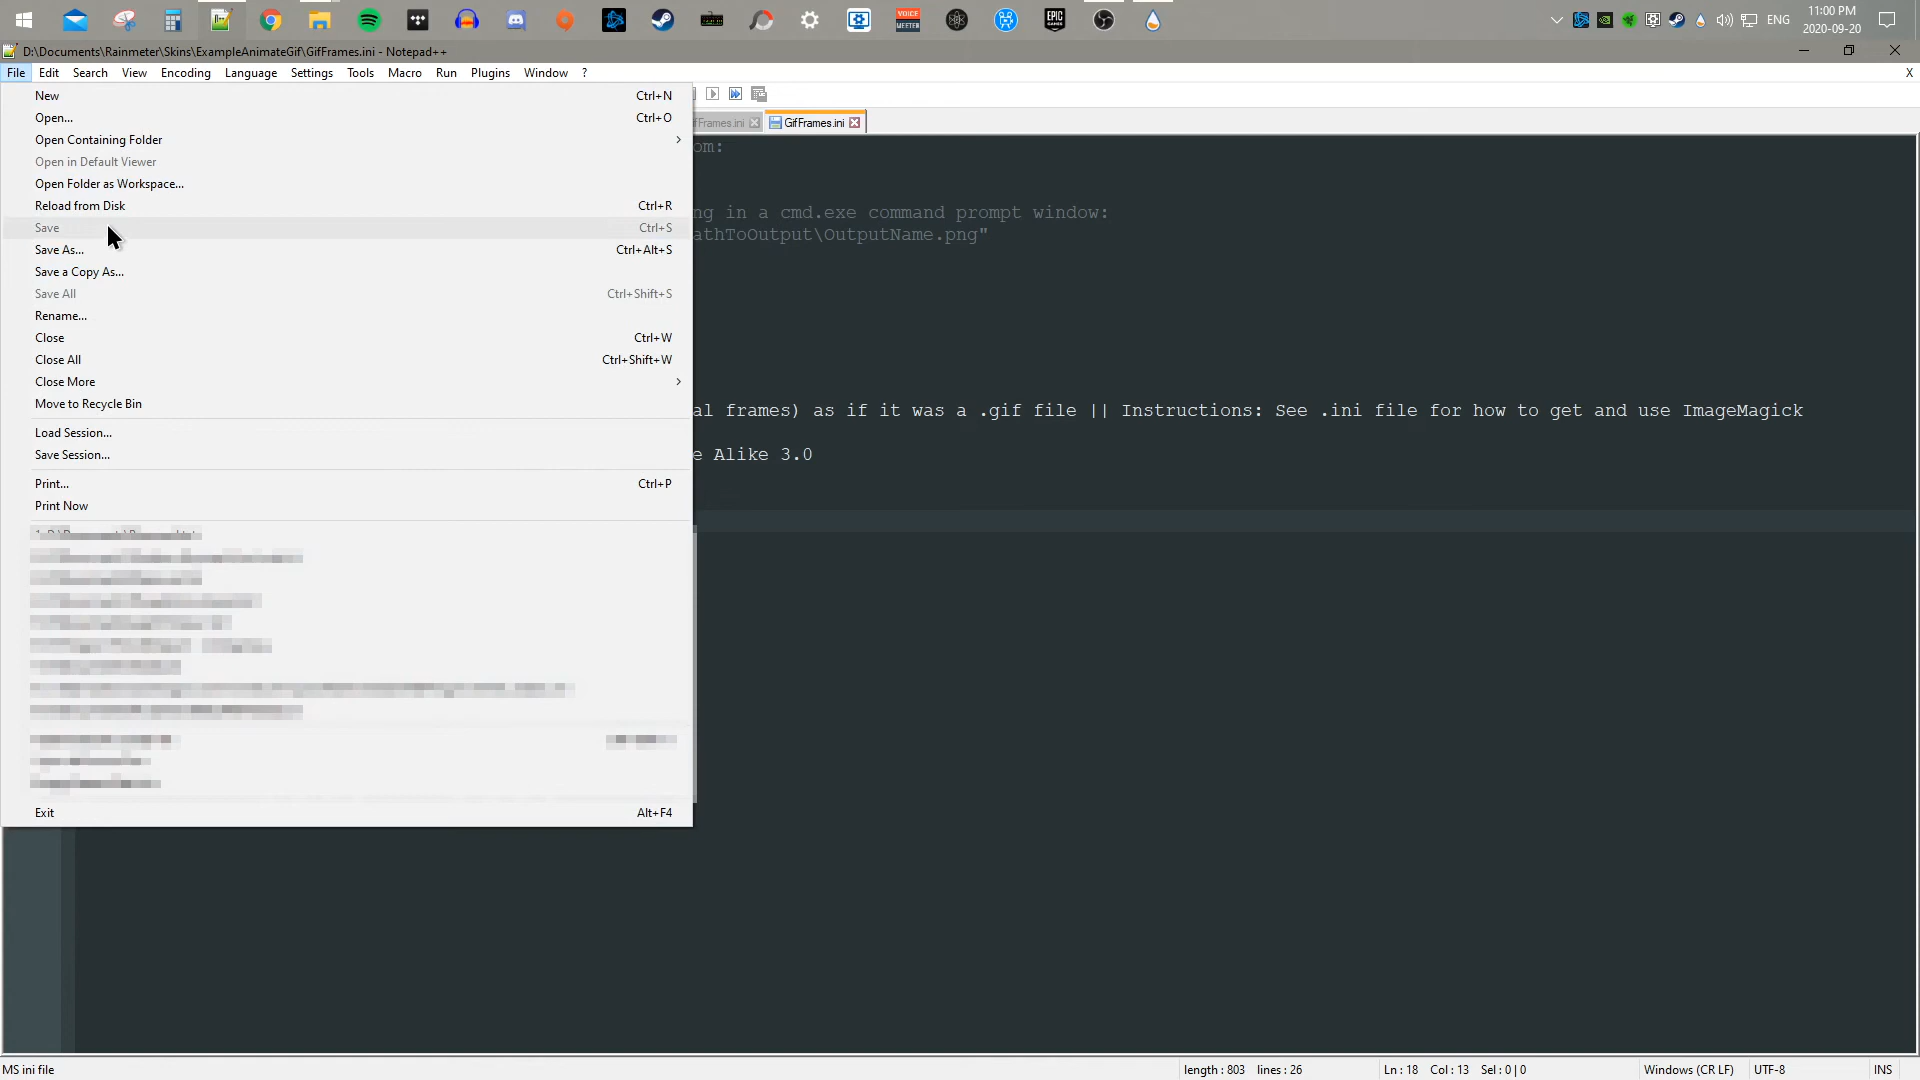 11:00 PM
ENG
2020-09-20
VOICE
MEETER
EPIC
GAMES
D:\Documents\Rainmeter\Skins\ExampleAnimateGif\GifFrames.ini - Notepad++
File Edit Search View Encoding Language Settings Tools Macro Run Plugins Window ? X
New Ctrl+N
Open... Ctrl+O
GifFrames.ini
Open Containing Folder
om:
Open in Default Viewer
Open Folder as Workspace...
Reload from Disk Ctrl+R
ng in a cmd.exe command prompt window:
Save Ctrl+S
athToOutput\OutputName.png"
Save As... Ctrl+Alt+S
Save a Copy As...
Save All Ctrl+Shift+S
Rename...
Close Ctrl+W
Close All Ctrl+Shift+W
Close More
Move to Recycle Bin
al frames) as if it was a .gif file || Instructions: See .ini file for how to get and use ImageMagick
Load Session...
Save Session...
e Alike 3.0
Print... Ctrl+P
Print Now
Exit Alt+F4
MS ini file length : 803 lines : 26 Ln : 18 Col : 13 Sel : 0 | 0 Windows (CR LF) UTF-8 INS